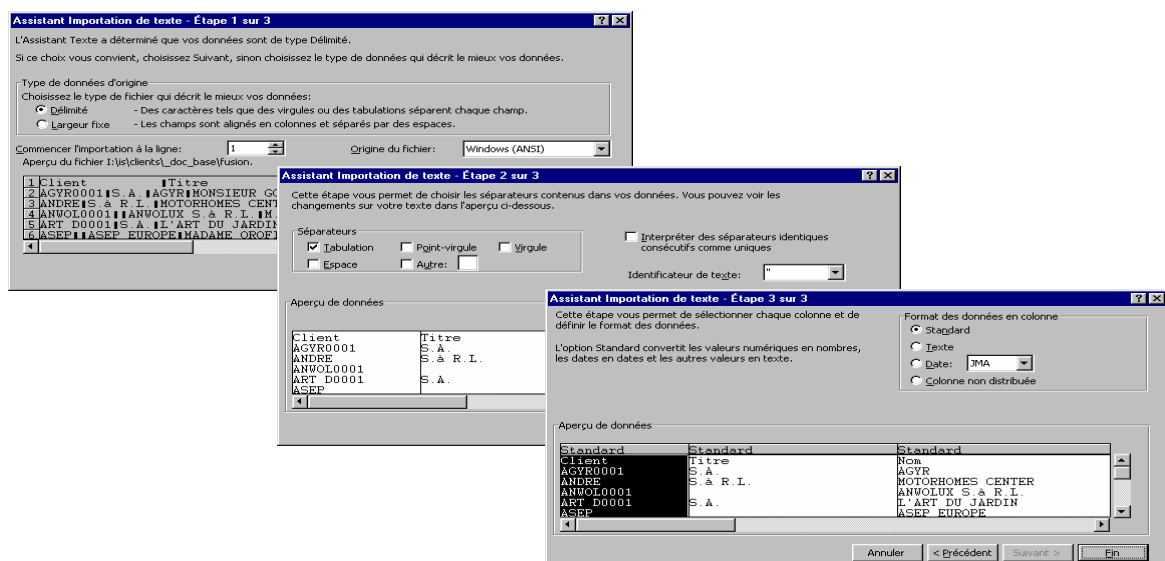 Assistant Importation de texte - Étape 1 sur 3
L'Assistant Texte a déterminé que vos données sont de type Délimité.
Si ce choix vous convient, choisissez Suivant, sinon choisissez le type de données qui décrit le mieux vos données.
Type de données d'origine
Choisissez le type de fichier qui décrit le mieux vos données:
Délimité - Des caractères tels que des virgules ou des tabulations séparent chaque champ.
Largeur fixe - Les champs sont alignés en colonnes et séparés par des espaces.
Commencer l'importation à la ligne: 1 Origine du fichier: Windows (ANSI)
Aperçu du fichier I:\is\clients\_doc_base\fusion.
1 Client Titre
2 AGYR0001 S.A. AGYR MONSIEUR GO
3 ANDRE S.à R.L. MOTORHOMES CENT
4 ANWOL0001 ANWOLUX S.à R.L. M.
5 ART D0001 S.A. L'ART DU JARDIN
6 ASEP ASEP EUROPE MADAME OROFI
Assistant Importation de texte - Étape 2 sur 3
Cette étape vous permet de choisir les séparateurs contenus dans vos données. Vous pouvez voir les
changements sur votre texte dans l'aperçu ci-dessous.
Séparateurs
Tabulation Point-virgule Virgule
Espace Autre:
Interpréter des séparateurs identiques
consécutifs comme uniques
Identificateur de texte: "
Aperçu de données
Client Titre
AGYR0001 S.A.
ANDRE S.à R.L.
ANWOL0001
ART D0001 S.A.
ASEP
Assistant Importation de texte - Étape 3 sur 3
Cette étape vous permet de sélectionner chaque colonne et de
définir le format des données.
L'option Standard convertit les valeurs numériques en nombres,
les dates en dates et les autres valeurs en texte.
Format des données en colonne
Standard
Texte
Date: JMA
Colonne non distribuée
Aperçu de données
Standard Standard Standard
Client Titre Nom
AGYR0001 S.A. AGYR
ANDRE S.à R.L. MOTORHOMES CENTER
ANWOL0001 ANWOLUX S.à R.L.
ART D0001 S.A. L'ART DU JARDIN
ASEP ASEP EUROPE
Annuler < Précédent Suivant > Fin